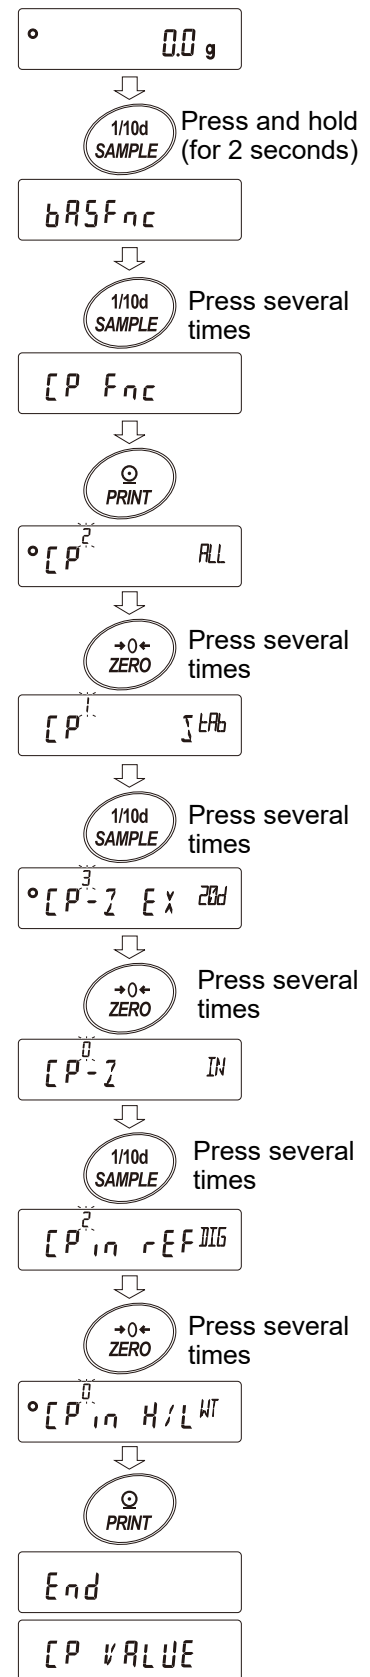 0.0 g
1/10d
SAMPLE
Press and hold
(for 2 seconds)
bASFnc
1/10d
SAMPLE
Press several
times
CP Fnc
PRINT
2
CP ALL
→0←
ZERO
Press several
times
1
CP StAb
1/10d
SAMPLE
Press several
times
3
CP-Z EX 20d
→0←
ZERO
Press several
times
0
CP-Z IN
1/10d
SAMPLE
Press several
times
2
CP in rEF DIG
→0←
ZERO
Press several
times
0
CP in H/L WT
PRINT
End
CP VALUE